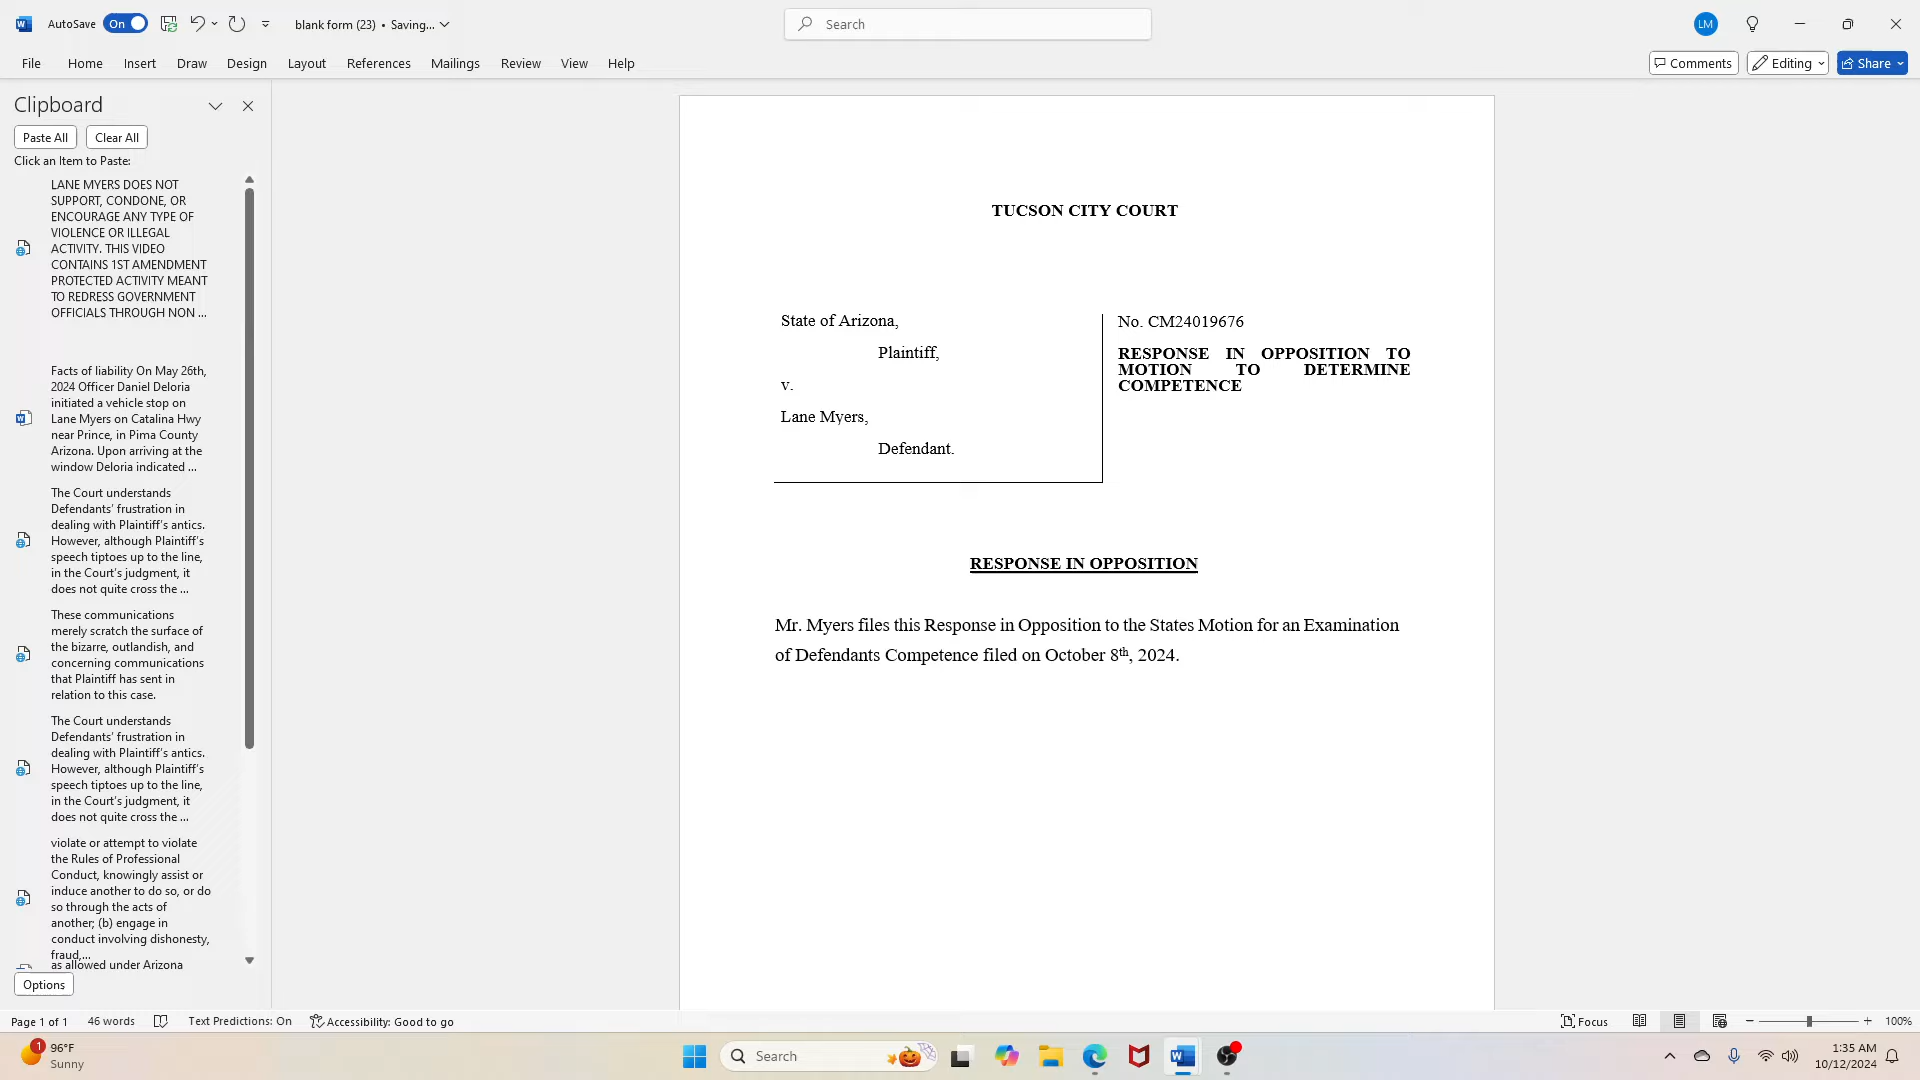 AutoSave On blank form (23) • Saving... Search LM
File Home Insert Draw Design Layout References Mailings Review View Help Comments Editing Share
Clipboard
Paste All Clear All
Click an Item to Paste:
LANE MYERS DOES NOT
SUPPORT, CONDONE, OR
ENCOURAGE ANY TYPE OF
VIOLENCE OR ILLEGAL
ACTIVITY. THIS VIDEO
CONTAINS 1ST AMENDMENT
PROTECTED ACTIVITY MEANT
TO REDRESS GOVERNMENT
OFFICIALS THROUGH NON ...
Facts of liability On May 26th,
2024 Officer Daniel Deloria
initiated a vehicle stop on
Lane Myers on Catalina Hwy
near Prince, in Pima County
Arizona. Upon arriving at the
window Deloria indicated ...
The Court understands
Defendants' frustration in
dealing with Plaintiff's antics.
However, although Plaintiff's
speech tiptoes up to the line,
in the Court's judgment, it
does not quite cross the ...
These communications
merely scratch the surface of
the bizarre, outlandish, and
concerning communications
that Plaintiff has sent in
relation to this case.
The Court understands
Defendants' frustration in
dealing with Plaintiff's antics.
However, although Plaintiff's
speech tiptoes up to the line,
in the Court's judgment, it
does not quite cross the ...
violate or attempt to violate
the Rules of Professional
Conduct, knowingly assist or
induce another to do so, or do
so through the acts of
another; (b) engage in
conduct involving dishonesty,
fraud,...
as allowed under Arizona
Options
TUCSON CITY COURT
State of Arizona,
Plaintiff,
v.
Lane Myers,
Defendant.
No. CM24019676
RESPONSE IN OPPOSITION TO
MOTION TO DETERMINE
COMPETENCE
RESPONSE IN OPPOSITION
Mr. Myers files this Response in Opposition to the States Motion for an Examination
of Defendants Competence filed on October 8th, 2024.
Page 1 of 1 46 words Text Predictions: On Accessibility: Good to go Focus 100%
1 96°F
Sunny
Search
1:35 AM
10/12/2024